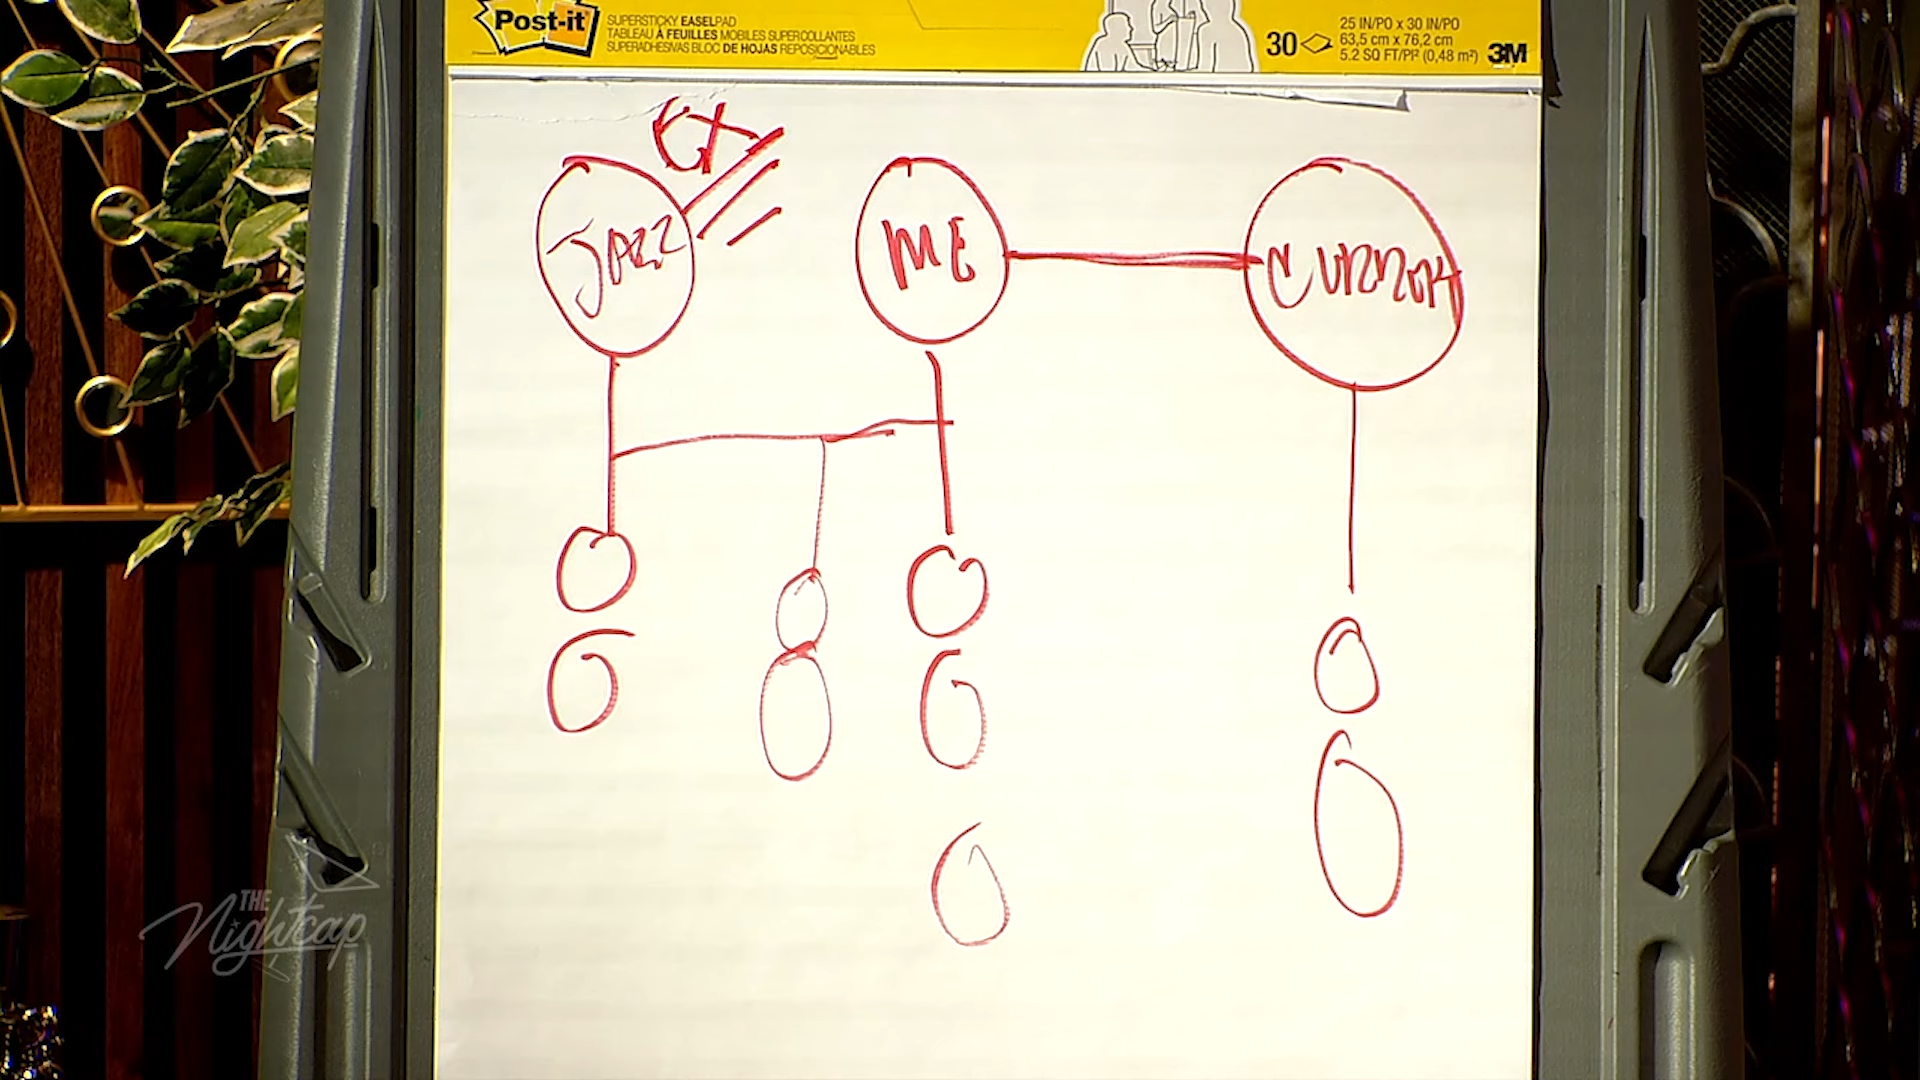 Post-it
SUPERSTICKY EASELPAD
TABLEAU À FEUILLES MOBILES SUPERCOLLANTES
SUPERADHESIVAS BLOC DE HOJAS REPOSICIONABLES
30
25 IN/PO x 30 IN/PO
63,5 cm x 76,2 cm
5.2 SQ FT/PI² (0,48 m²)
3M
EX
JAZZ
ME
THE
Nightcap